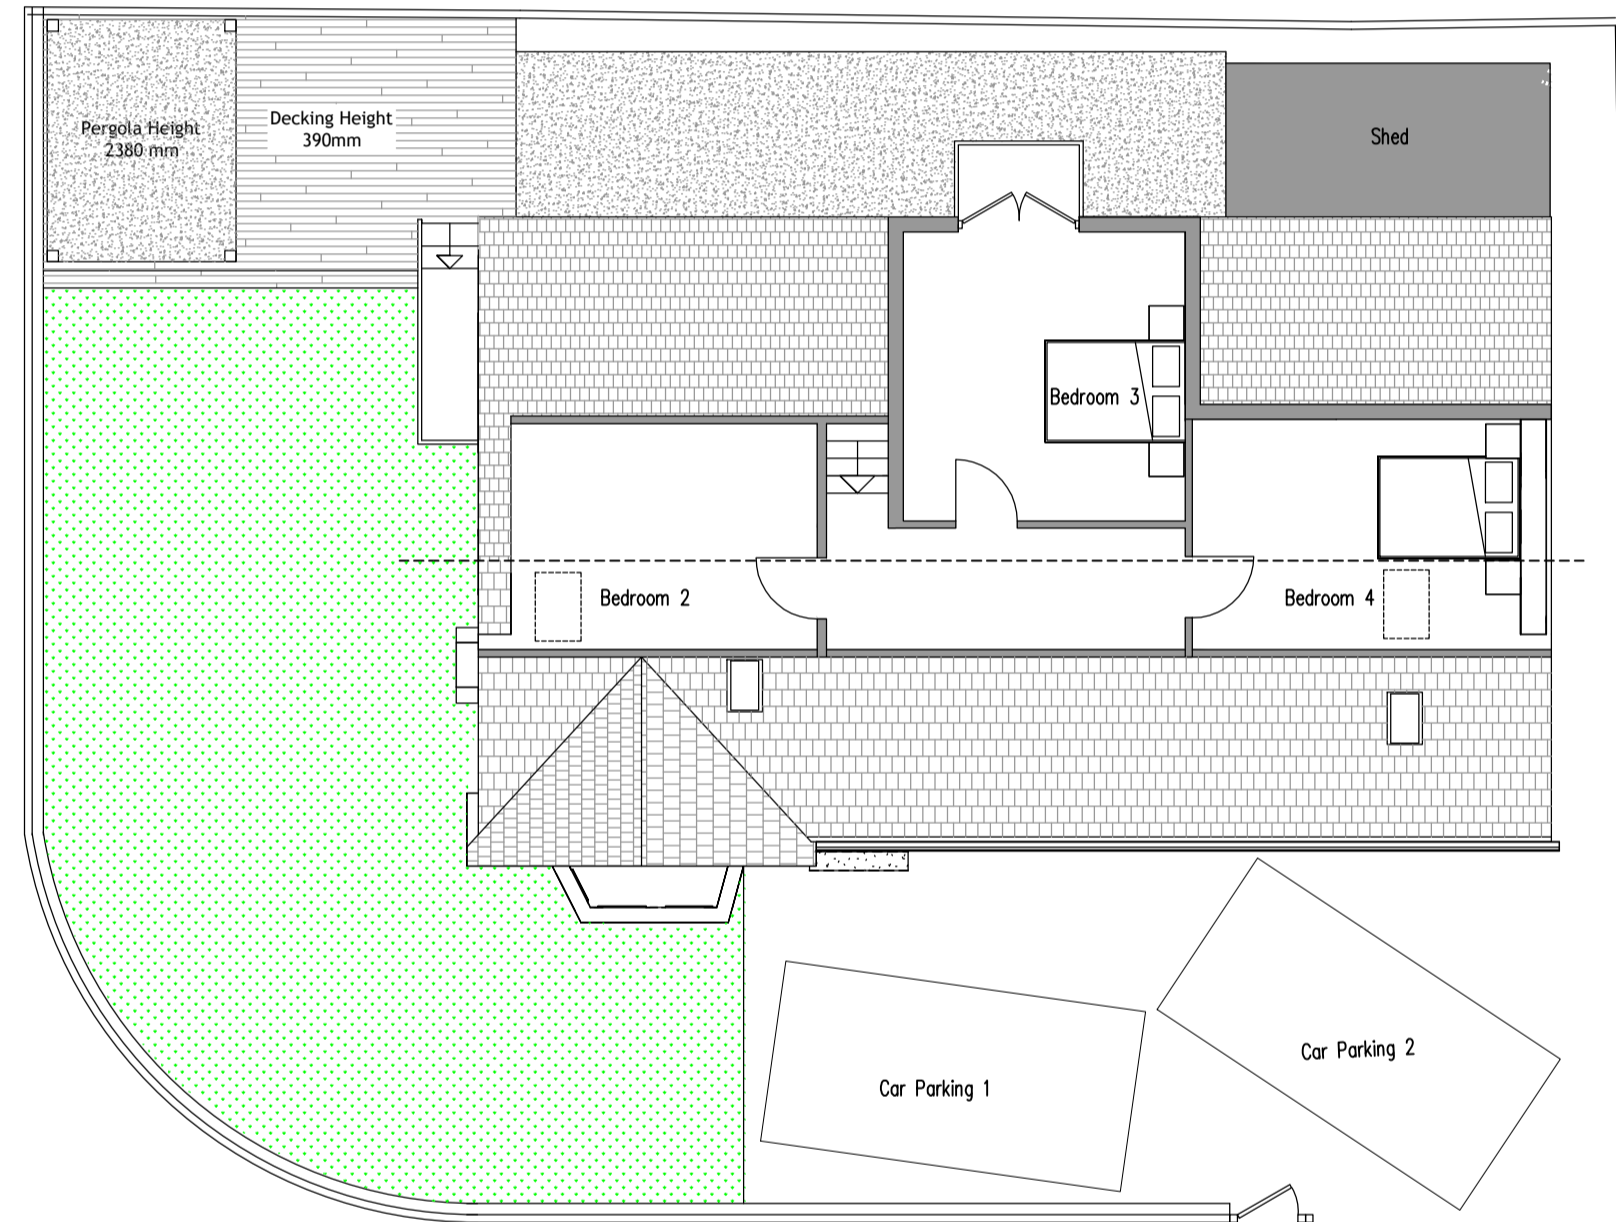 Pergola Height
2380 mm
Decking Height
390mm
Shed
Bedroom 3
Bedroom 2
Bedroom 4
Car Parking 1
Car Parking 2